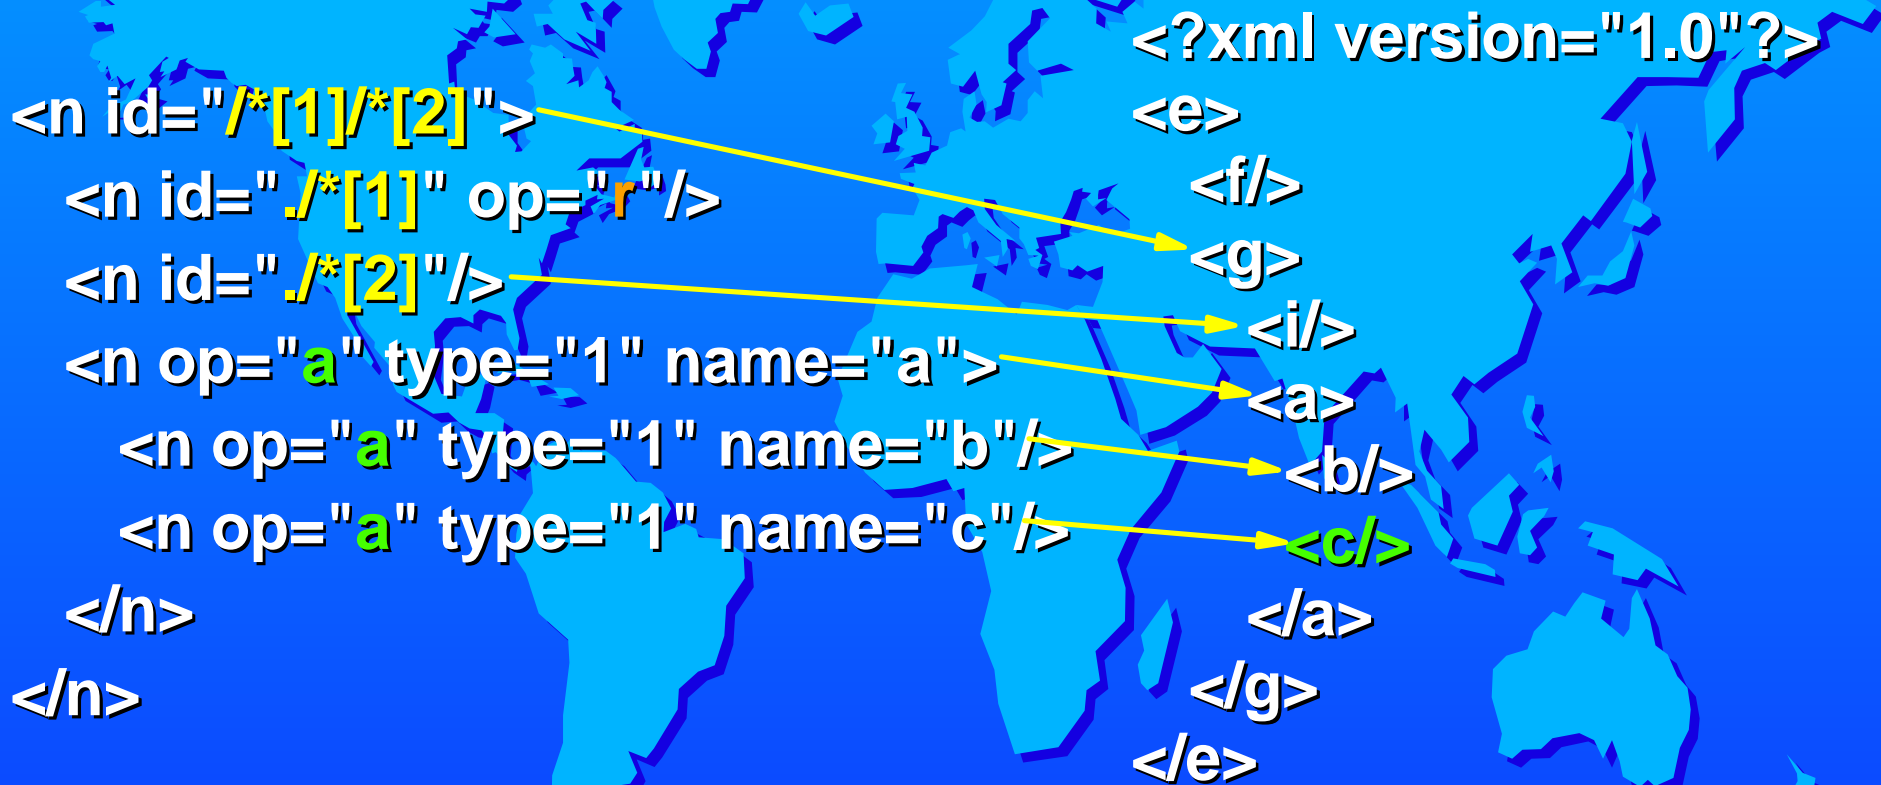 <n id="/*[1]/*[2]">
<n id="./*[1]" op="r"/>
<n id="./*[2]"/>
<n op="a" type="1" name="a">
<n op="a" type="1" name="b"/>
<n op="a" type="1" name="c"/>
</n>
</n>
<?xml version="1.0"?>
<e>
<f/>
<g>
<i/>
<a>
<b/>
<c/>
</a>
</g>
</e>